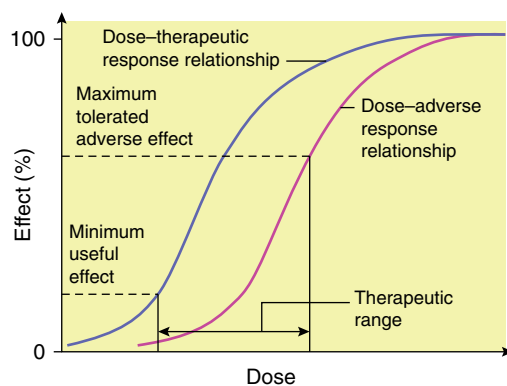 100
Dose–therapeutic
response relationship
Maximum
tolerated
adverse effect
Dose–adverse
response
relationship
Effect (%)
Minimum
useful
effect
Therapeutic
range
0
Dose